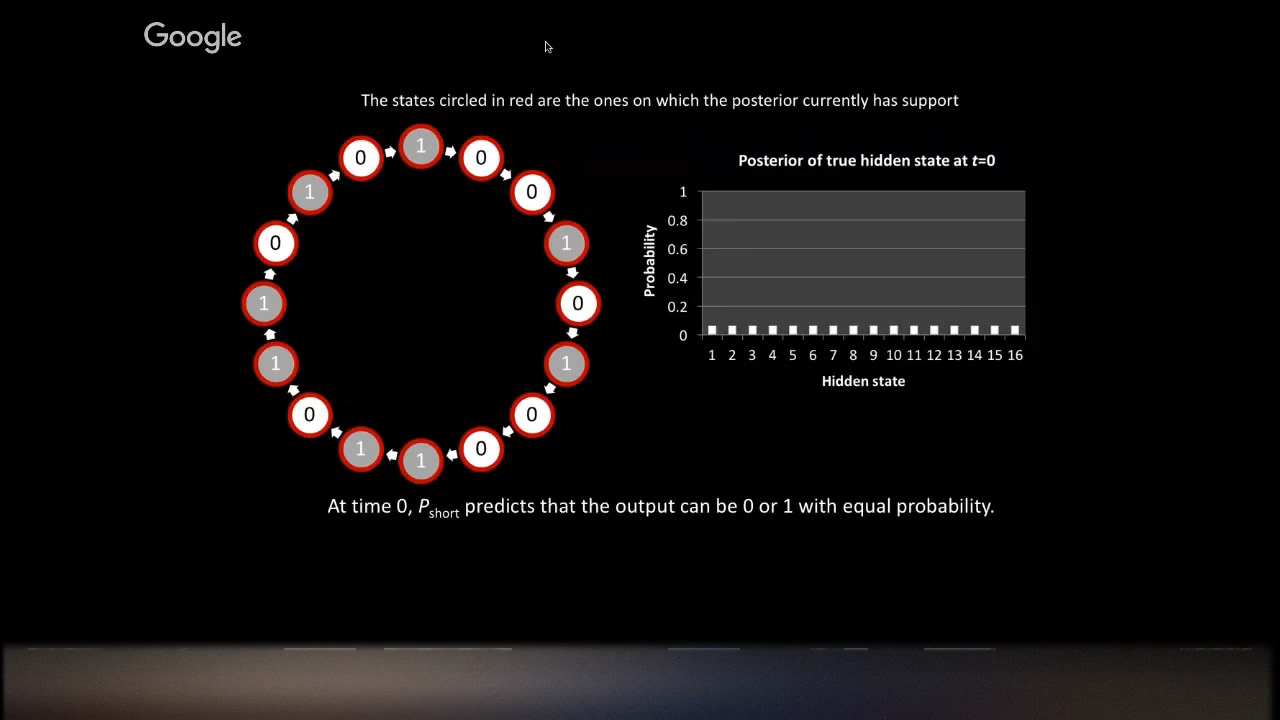 Google
The states circled in red are the ones on which the posterior currently has support
0 1 0
1 0
0 1
1 0
1 1
0 0
1 1 0
Posterior of true hidden state at t=0
Probability
1
0.8
0.6
0.4
0.2
0
1 2 3 4 5 6 7 8 9 10 11 12 13 14 15 16
Hidden state
At time 0, Pshort predicts that the output can be 0 or 1 with equal probability.